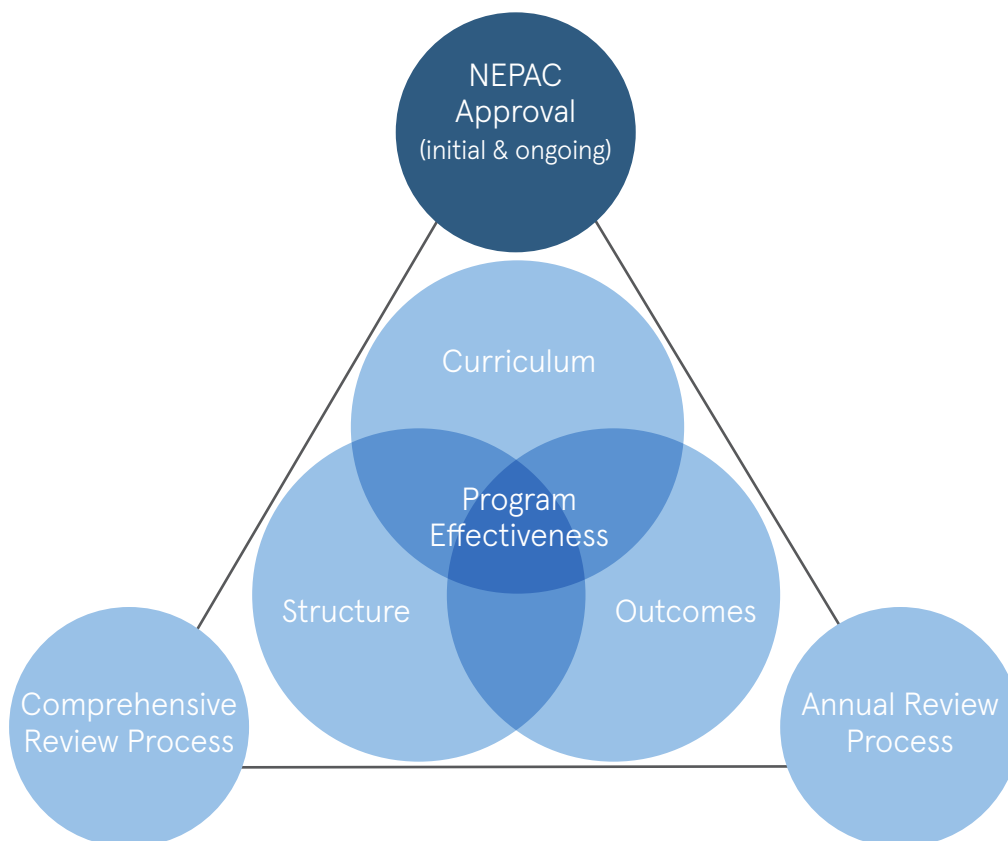 NEPAC
Approval
(initial & ongoing)
Curriculum
Program
Effectiveness
Structure
Outcomes
Comprehensive
Review Process
Annual Review
Process